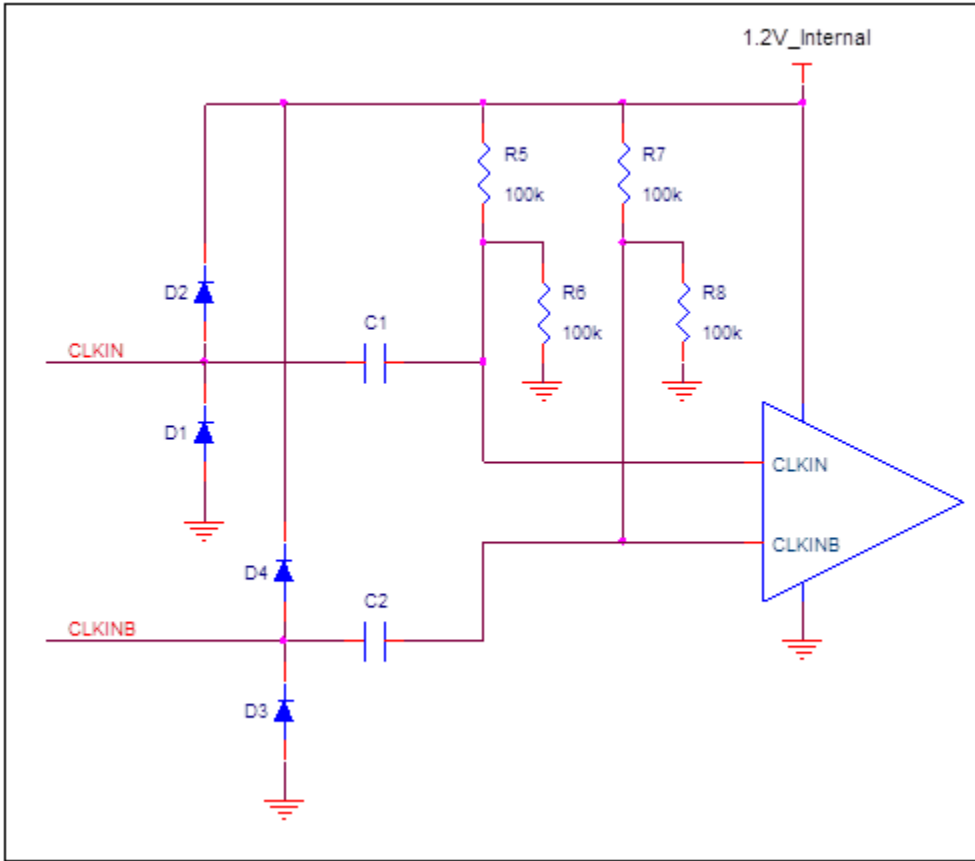 1.2V_Internal
R5
100k
R7
100k
D2
R6
100k
R8
100k
C1
CLKIN
D1
CLKIN
CLKINB
D4
C2
CLKINB
D3